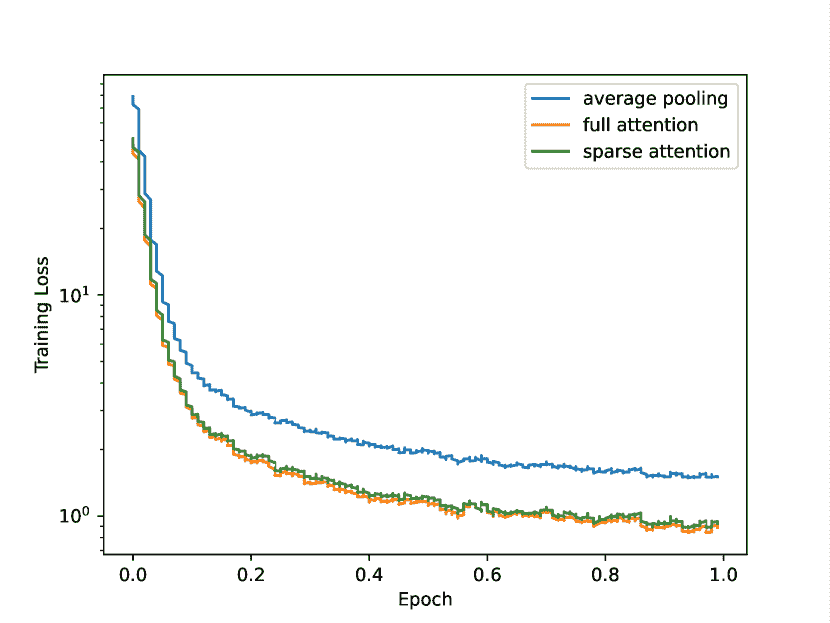 average pooling
full attention
sparse attention
Training Loss
10¹
10⁰
0.0 0.2 0.4 0.6 0.8 1.0
Epoch